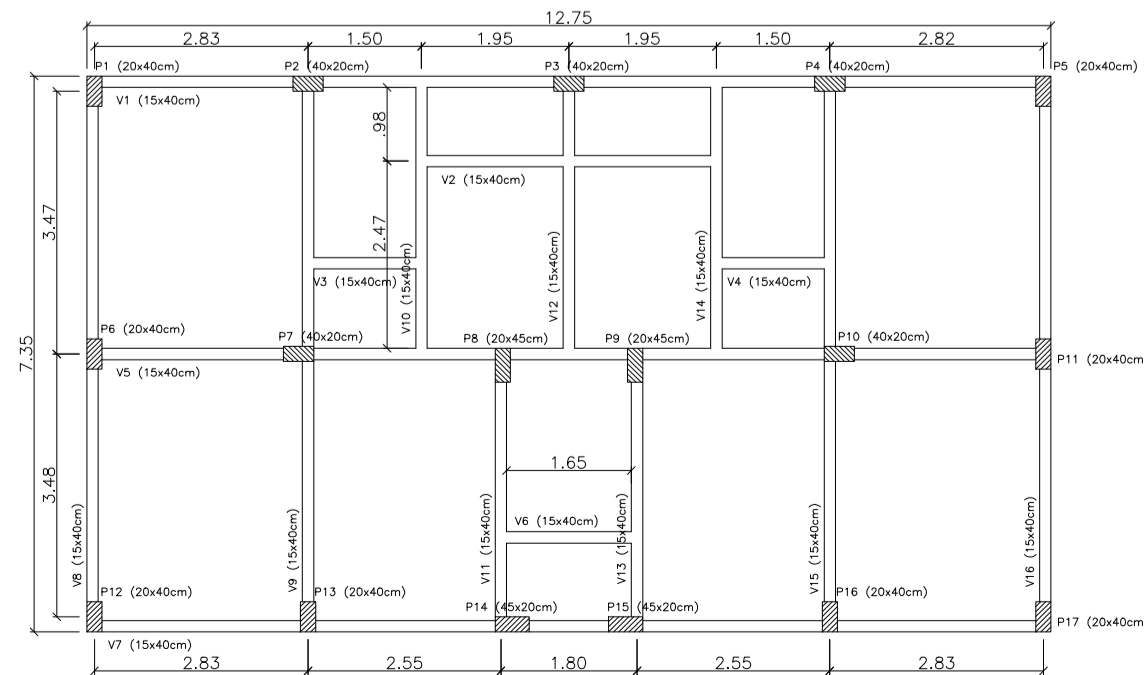 12.75
2.83 1.50 1.95 1.95 1.50 2.82
P1 (20x40cm) P2 (40x20cm) P3 (40x20cm) P4 (40x20cm) P5 (20x40cm)
V1 (15x40cm)
.98
V2 (15x40cm)
3.47
2.47
V10 (15x40cm)
V12 (15x40cm)
V14 (15x40cm)
V3 (15x40cm) V4 (15x40cm)
P6 (20x40cm) P7 (40x20cm) P8 (20x45cm) P9 (20x45cm) P10 (40x20cm)
P11 (20x40cm
V5 (15x40cm)
7.35
1.65
3.48
V6 (15x40cm)
V8 (15x40cm)
V9 (15x40cm)
V11 (15x40cm)
V13 (15x40cm)
V15 (15x40cm)
V16 (15x40cm)
P12 (20x40cm) P13 (20x40cm) P14 (45x20cm) P15 (45x20cm) P16 (20x40cm)
P17 (20x40cm
V7 (15x40cm)
2.83 2.55 1.80 2.55 2.83